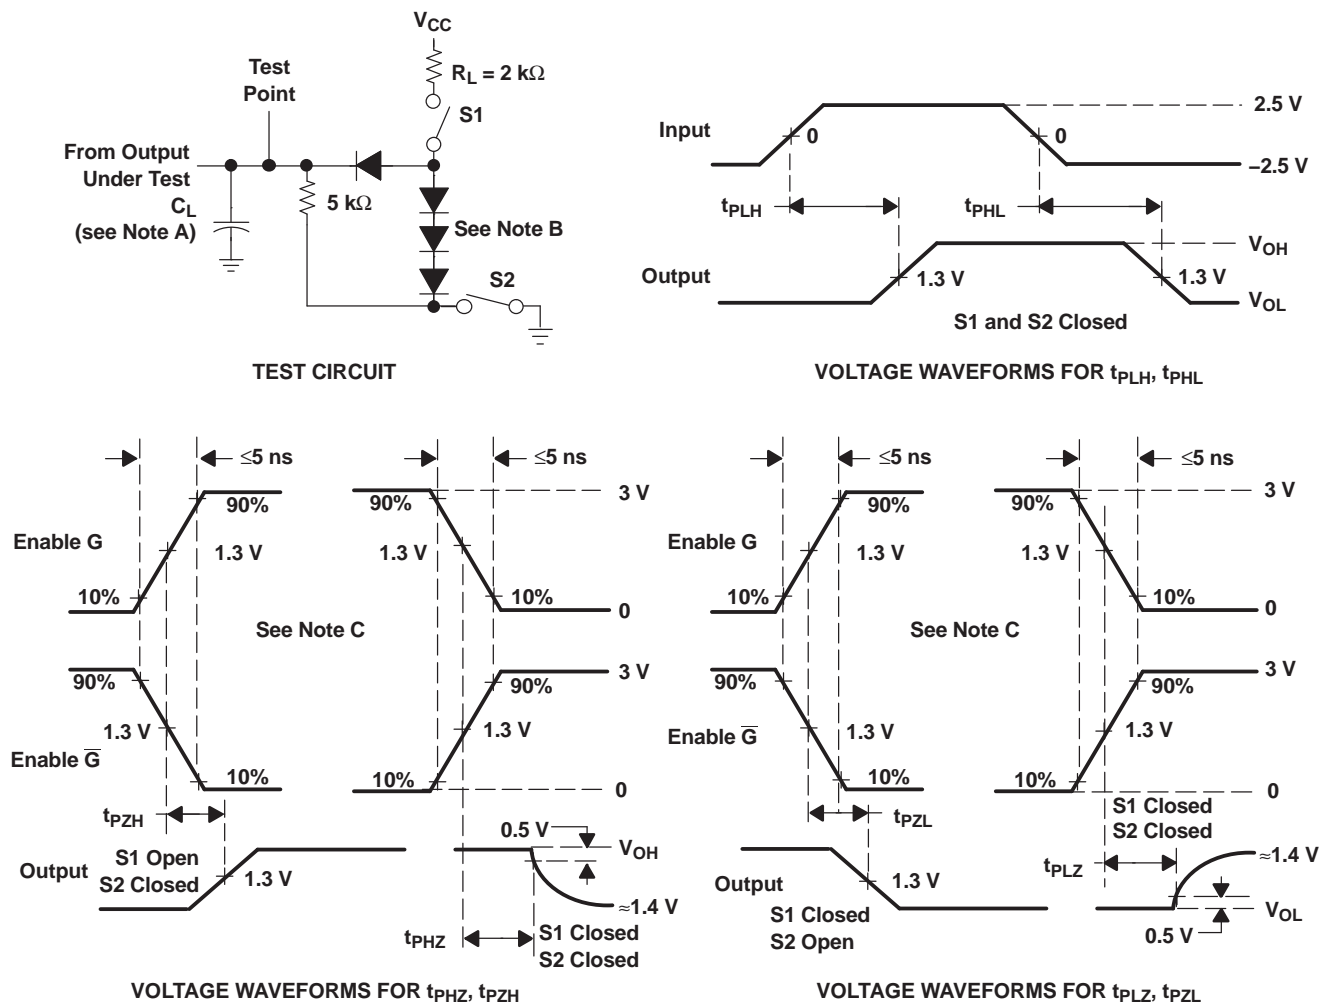 VCC
RL = 2 kΩ
Test
Point
S1
From Output
Under Test
CL
(see Note A)
5 kΩ
See Note B
S2
TEST CIRCUIT
Input
0
0
2.5 V
–2.5 V
tPLH
tPHL
Output
1.3 V
1.3 V
VOH
VOL
S1 and S2 Closed
VOLTAGE WAVEFORMS FOR tPLH, tPHL
≤5 ns
≤5 ns
90%
90%
3 V
Enable G
1.3 V
1.3 V
10%
10%
0
See Note C
90%
90%
3 V
1.3 V
1.3 V
Enable G̅
10%
10%
0
tPZH
0.5 V
VOH
Output
S1 Open
S2 Closed
1.3 V
≈1.4 V
tPHZ
S1 Closed
S2 Closed
VOLTAGE WAVEFORMS FOR tPHZ, tPZH
≤5 ns
≤5 ns
90%
90%
3 V
Enable G
1.3 V
1.3 V
10%
10%
0
See Note C
90%
90%
3 V
1.3 V
1.3 V
Enable G̅
10%
10%
0
tPZL
S1 Closed
S2 Closed
tPLZ
≈1.4 V
Output
1.3 V
S1 Closed
S2 Open
VOL
0.5 V
VOLTAGE WAVEFORMS FOR tPLZ, tPZL